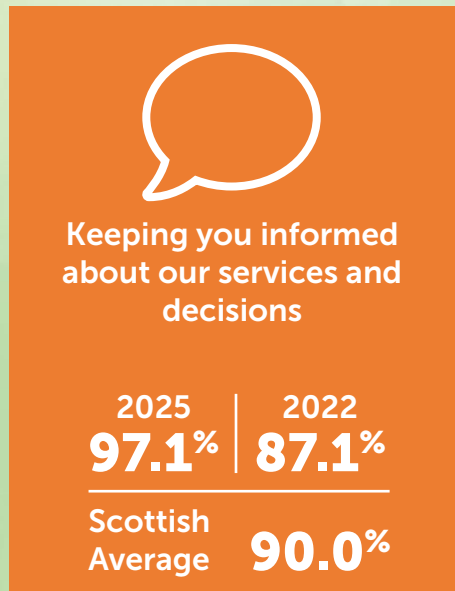 Keeping you informed
about our services and
decisions
2025 2022
97.1% 87.1%
Scottish
Average 90.0%